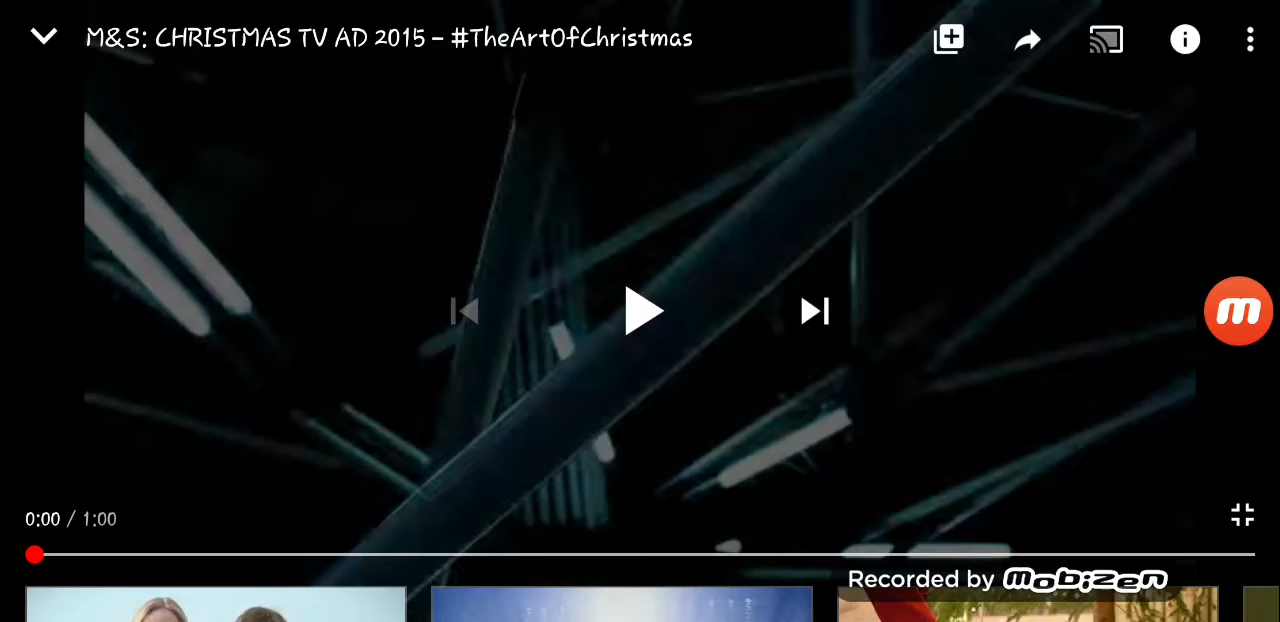 M&S: CHRISTMAS TV AD 2015 – #TheArtOfChristmas
0:00 / 1:00
Recorded by mobizen